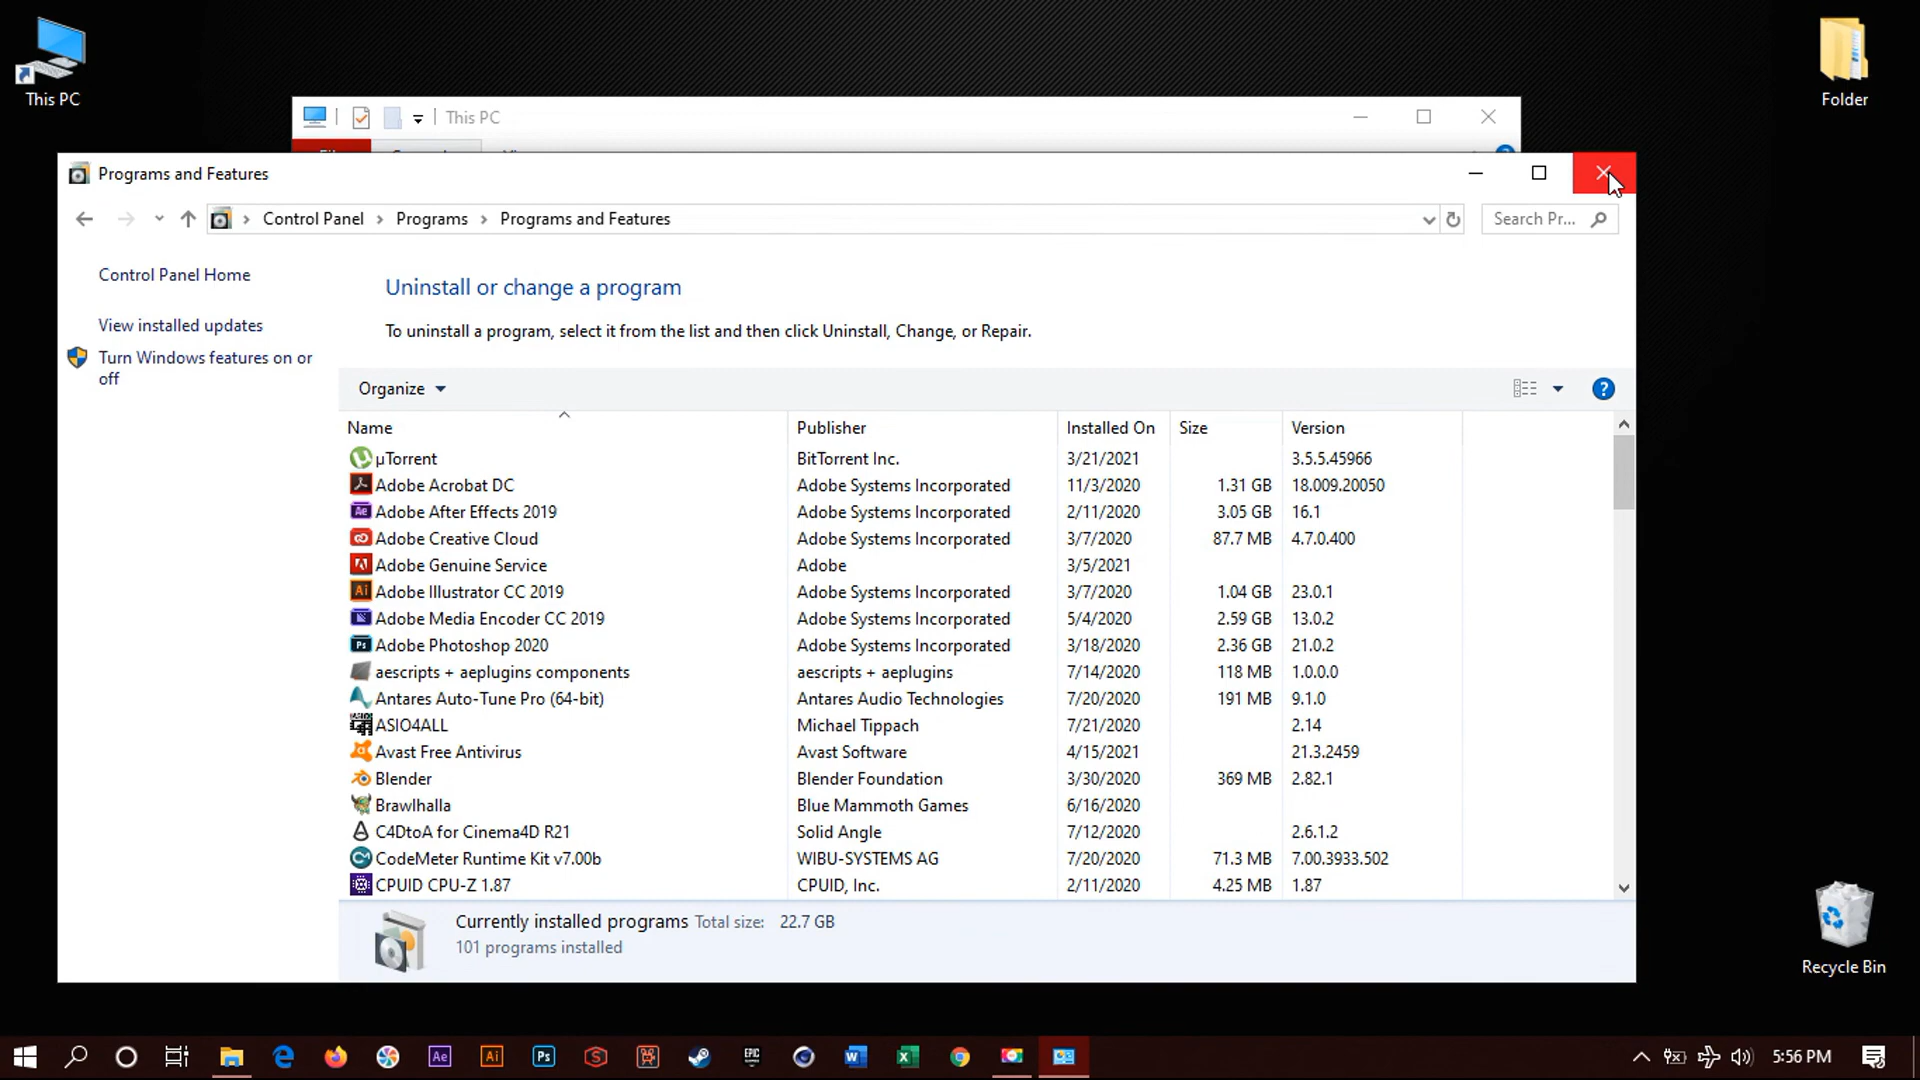 This PC
Folder
This PC
Programs and Features
Control Panel > Programs > Programs and Features
Search Pr...
Control Panel Home
View installed updates
Turn Windows features on or
off
Uninstall or change a program
To uninstall a program, select it from the list and then click Uninstall, Change, or Repair.
Organize
Name Publisher Installed On Size Version
µTorrent BitTorrent Inc. 3/21/2021 3.5.5.45966
Adobe Acrobat DC Adobe Systems Incorporated 11/3/2020 1.31 GB 18.009.20050
Adobe After Effects 2019 Adobe Systems Incorporated 2/11/2020 3.05 GB 16.1
Adobe Creative Cloud Adobe Systems Incorporated 3/7/2020 87.7 MB 4.7.0.400
Adobe Genuine Service Adobe 3/5/2021
Adobe Illustrator CC 2019 Adobe Systems Incorporated 3/7/2020 1.04 GB 23.0.1
Adobe Media Encoder CC 2019 Adobe Systems Incorporated 5/4/2020 2.59 GB 13.0.2
Adobe Photoshop 2020 Adobe Systems Incorporated 3/18/2020 2.36 GB 21.0.2
aescripts + aeplugins components aescripts + aeplugins 7/14/2020 118 MB 1.0.0.0
Antares Auto-Tune Pro (64-bit) Antares Audio Technologies 7/20/2020 191 MB 9.1.0
ASIO4ALL Michael Tippach 7/21/2020 2.14
Avast Free Antivirus Avast Software 4/15/2021 21.3.2459
Blender Blender Foundation 3/30/2020 369 MB 2.82.1
Brawlhalla Blue Mammoth Games 6/16/2020
C4DtoA for Cinema4D R21 Solid Angle 7/12/2020 2.6.1.2
CodeMeter Runtime Kit v7.00b WIBU-SYSTEMS AG 7/20/2020 71.3 MB 7.00.3933.502
CPUID CPU-Z 1.87 CPUID, Inc. 2/11/2020 4.25 MB 1.87
Currently installed programs Total size: 22.7 GB
101 programs installed
Recycle Bin
5:56 PM